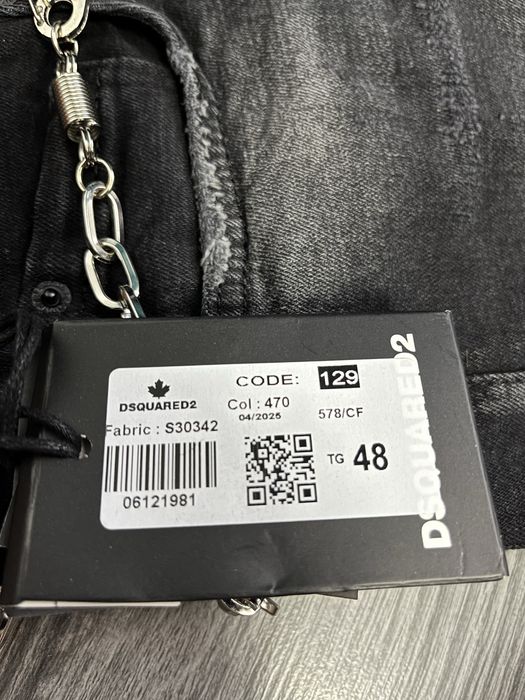 CODE: 129
DSQUARED2
Col : 470
04/2025
578/CF
Fabric : S30342
TG 48
06121981
DSQUARED2